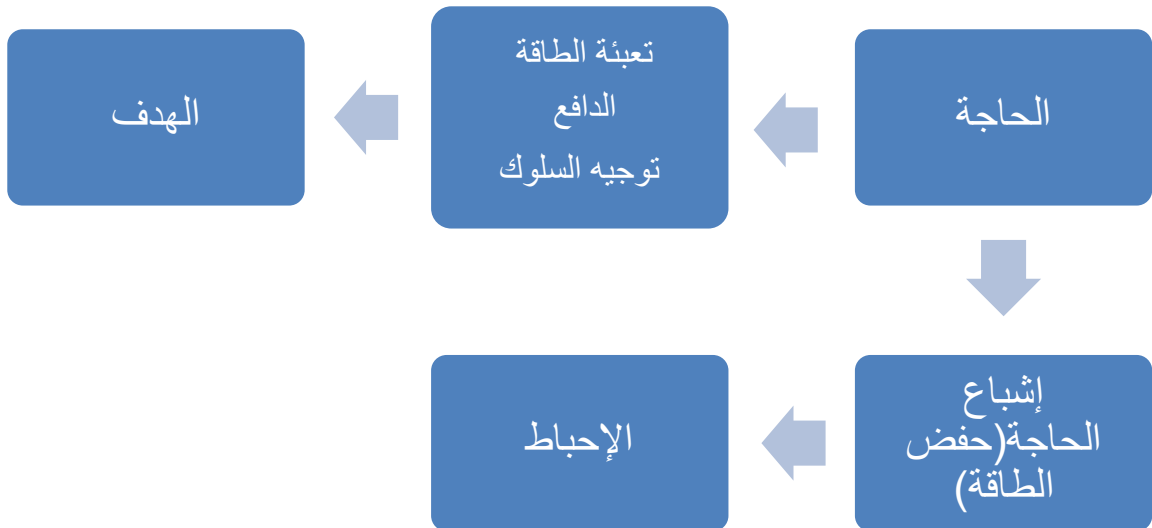 الحاجة
تعبئة الطاقة
الدافع
توجيه السلوك
الهدف
إشباع
الحاجة(حفض
الطاقة)
الإحباط